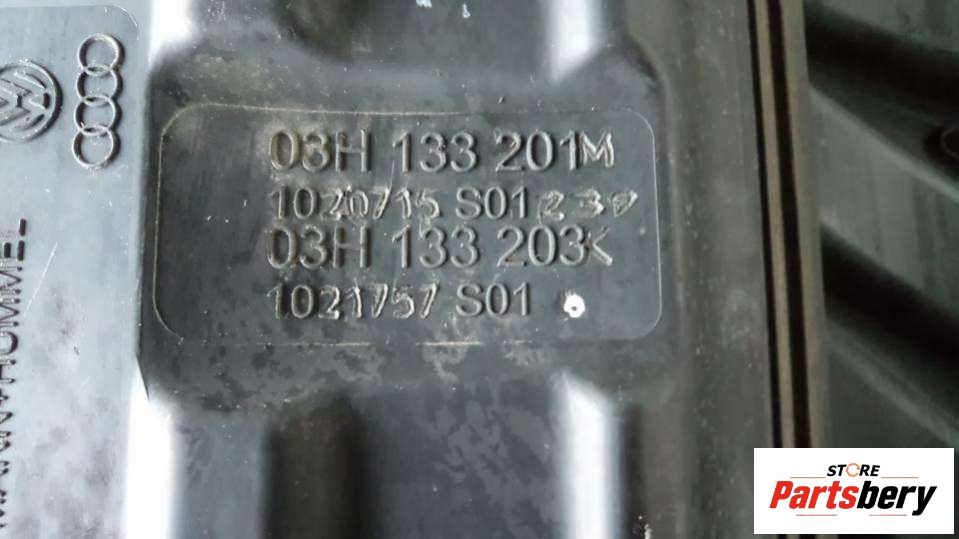 03H 133 201M
1020715 S01
03H 133 203K
1021757 S01
STORE
Partsbery